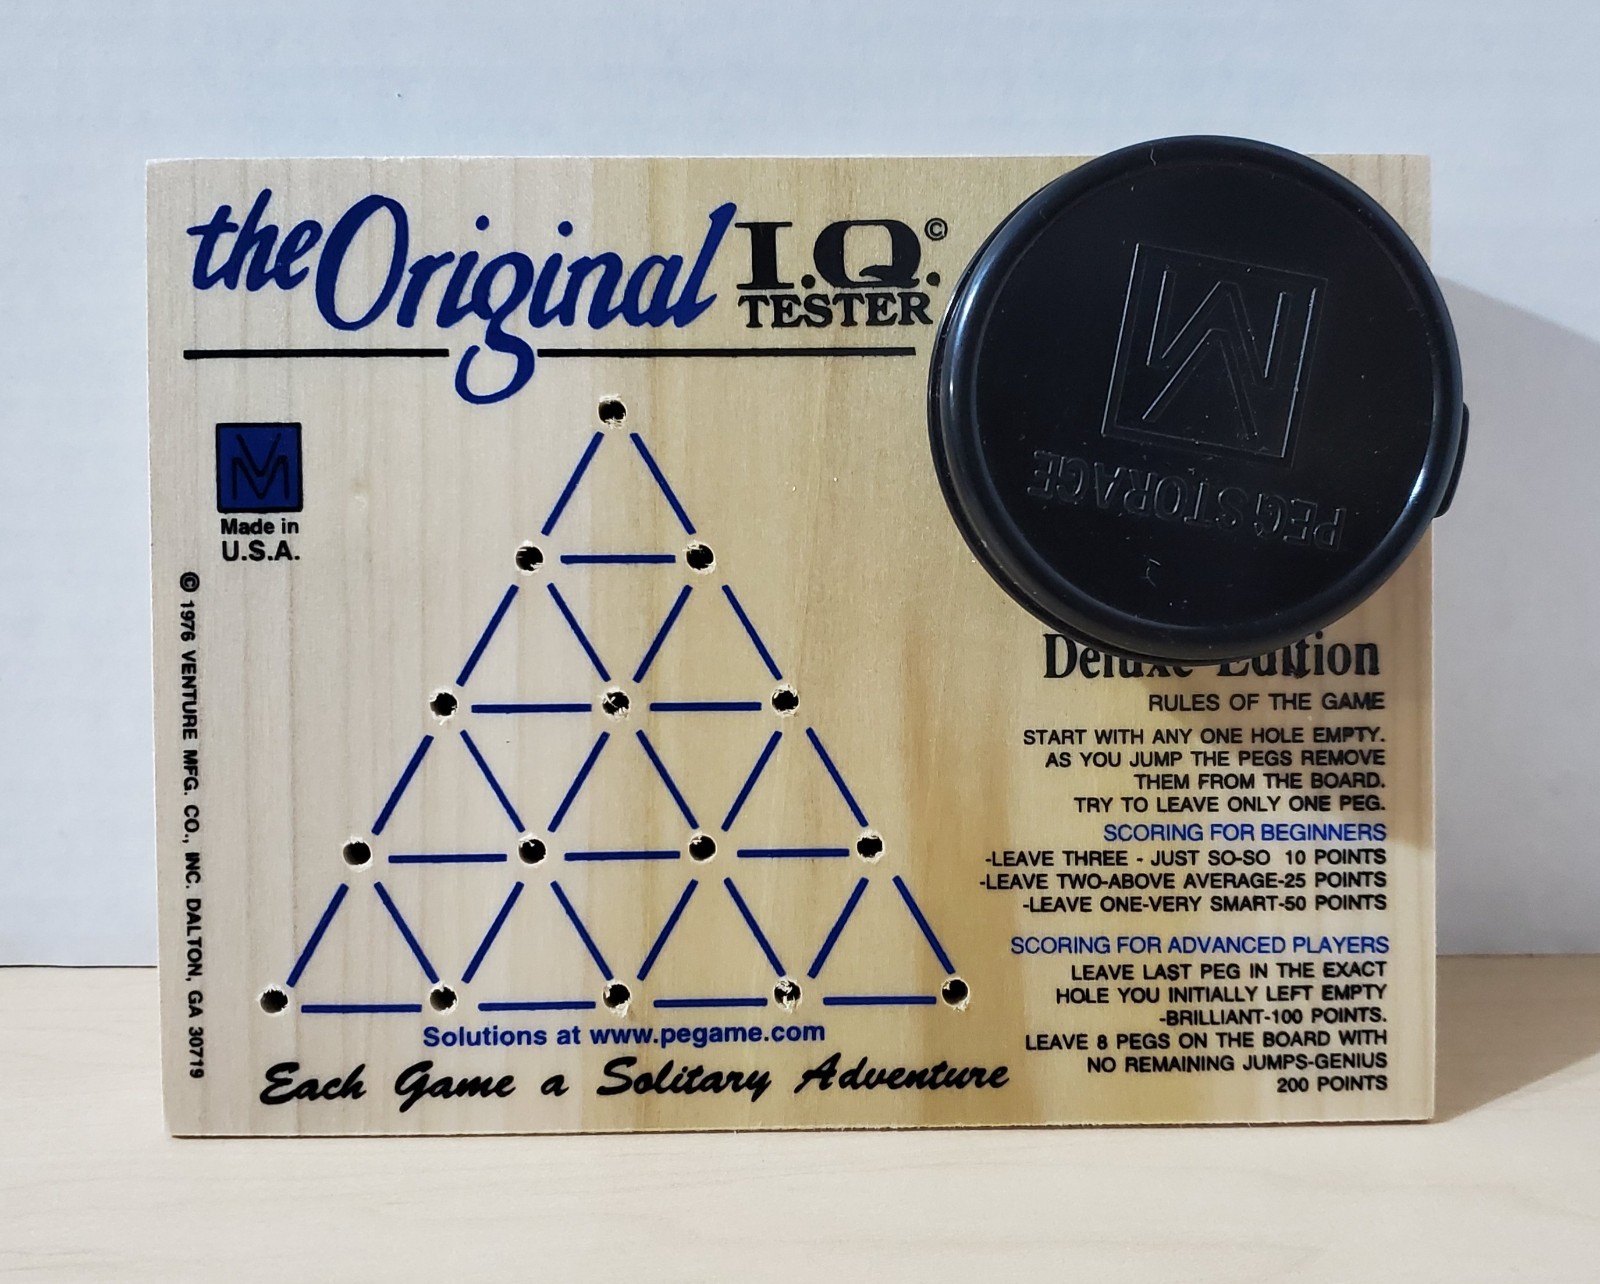 the Original I.Q.©
TESTER
VM
Made in
U.S.A.
© 1976 VENTURE MFG. CO., INC. DALTON, GA 30719
PEG STORAGE
Deluxe Edition
RULES OF THE GAME
START WITH ANY ONE HOLE EMPTY.
AS YOU JUMP THE PEGS REMOVE
THEM FROM THE BOARD.
TRY TO LEAVE ONLY ONE PEG.
SCORING FOR BEGINNERS
-LEAVE THREE - JUST SO-SO 10 POINTS
-LEAVE TWO-ABOVE AVERAGE-25 POINTS
-LEAVE ONE-VERY SMART-50 POINTS
SCORING FOR ADVANCED PLAYERS
LEAVE LAST PEG IN THE EXACT
HOLE YOU INITIALLY LEFT EMPTY
-BRILLIANT-100 POINTS.
LEAVE 8 PEGS ON THE BOARD WITH
NO REMAINING JUMPS-GENIUS
200 POINTS
Solutions at www.pegame.com
Each Game a Solitary Adventure